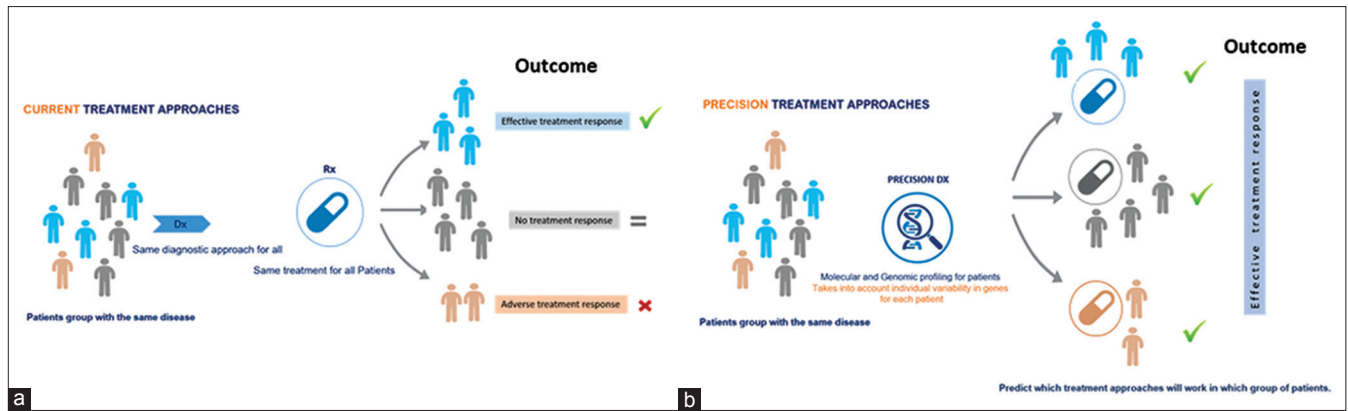 Outcome
CURRENT TREATMENT APPROACHES
Effective treatment response
Rx
Dx
No treatment response
Same diagnostic approach for all
Same treatment for all Patients
Adverse treatment response
Patients group with the same disease
a
Outcome
PRECISION TREATMENT APPROACHES
PRECISION DX
Effective treatment response
Molecular and Genomic profiling for patients
Takes into account individual variability in genes
for each patient
Patients group with the same disease
Predict which treatment approaches will work in which group of patients.
b